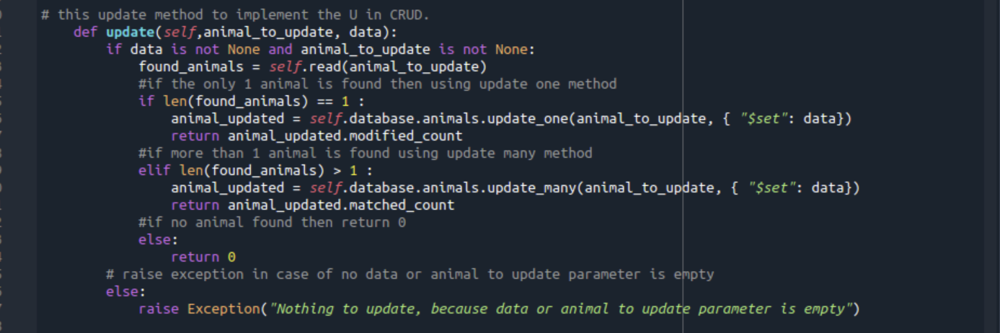 # this update method to implement the U in CRUD.
def update(self,animal_to_update, data):
if data is not None and animal_to_update is not None:
found_animals = self.read(animal_to_update)
#if the only 1 animal is found then using update one method
if len(found_animals) == 1 :
animal_updated = self.database.animals.update_one(animal_to_update, { "$set": data})
return animal_updated.modified_count
#if more than 1 animal is found using update many method
elif len(found_animals) > 1 :
animal_updated = self.database.animals.update_many(animal_to_update, { "$set": data})
return animal_updated.matched_count
#if no animal found then return 0
else:
return 0
# raise exception in case of no data or animal to update parameter is empty
else:
raise Exception("Nothing to update, because data or animal to update parameter is empty")